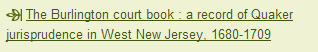 The Burlington court book : a record of Quaker
jurisprudence in West New Jersey, 1680-1709